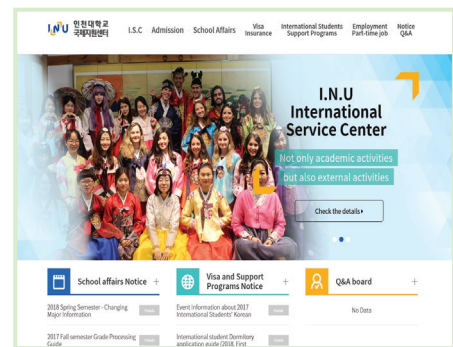 I.N.U 인천대학교
국제지원센터
I.S.C Admission School Affairs Visa Insurance International Students Support Programs Employment Part-time job Notice Q&A
I.N.U
International
Service Center
Not only academic activities
but also external activities
Check the details
School affairs Notice +
2018 Spring Semester - Changing
Major Information
2017 Fall semester Grade Processing
Guide
Visa and Support
Programs Notice +
Event Information about 2017
International Students' Korean
International student Dormitory
application guide (2018, First
Q&A board +
No Data